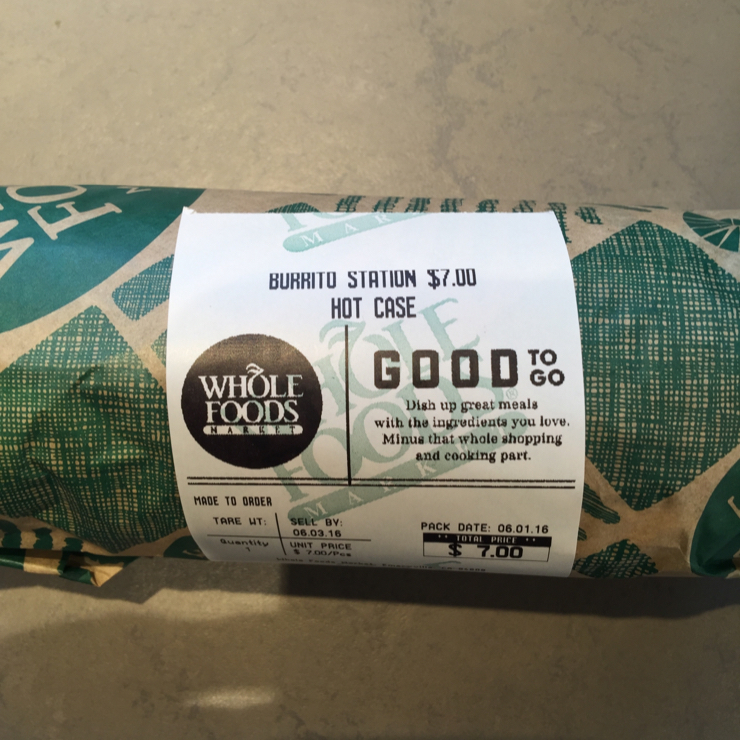 BURRITO STATION $7.00
HOT CASE
WHOLE
FOODS
MARKET
GOOD TO GO
Dish up great meals
with the ingredients you love.
Minus that whole shopping
and cooking part.
MADE TO ORDER
TARE WT:
SELL BY:
06.03.16
Quantity
1
UNIT PRICE
$ 7.00/Pcs
PACK DATE: 06.01.16
** TOTAL PRICE **
$ 7.00